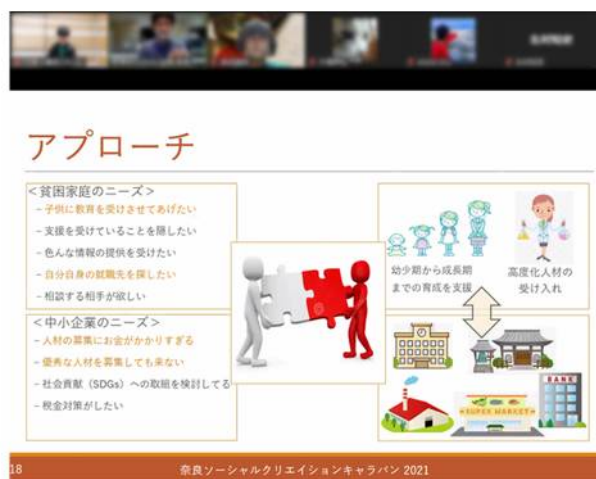 アプローチ
＜貧困家庭のニーズ＞
－子供に教育を受けさせてあげたい
－支援を受けていることを隠したい
－色んな情報の提供を受けたい
－自分自身の就職先を探したい
－相談する相手が欲しい
＜中小企業のニーズ＞
－人材の募集にお金がかかりすぎる
－優秀な人材を募集しても来ない
－社会貢献（SDGs）への取組を検討してる
－税金対策がしたい
幼少期から成長期
までの育成を支援
高度化人材の
受け入れ
BANK
SUPER MARKET
18
奈良ソーシャルクリエイションキャラバン 2021